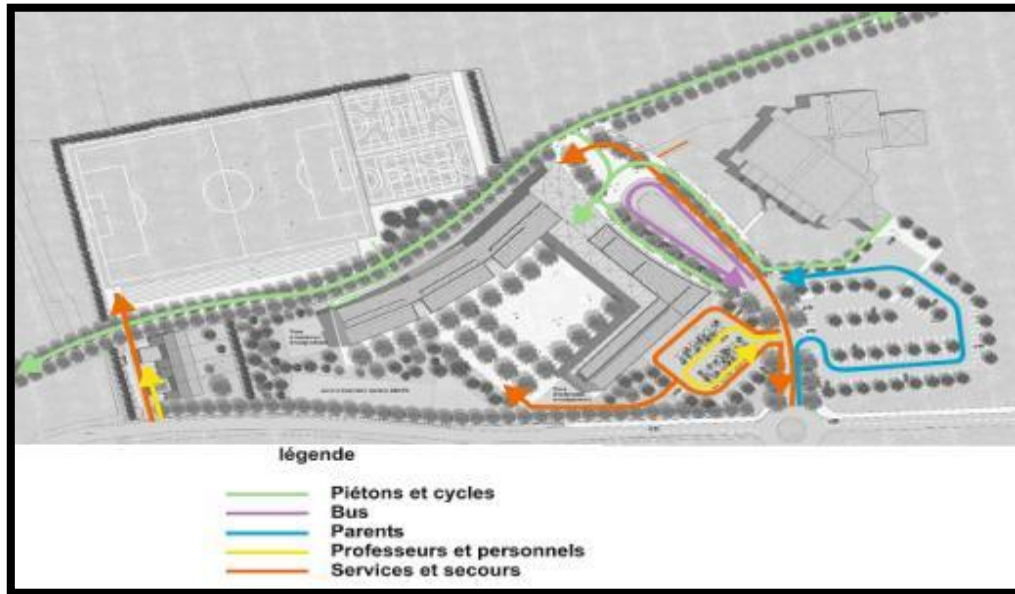 légende
Piétons et cycles
Bus
Parents
Professeurs et personnels
Services et secours